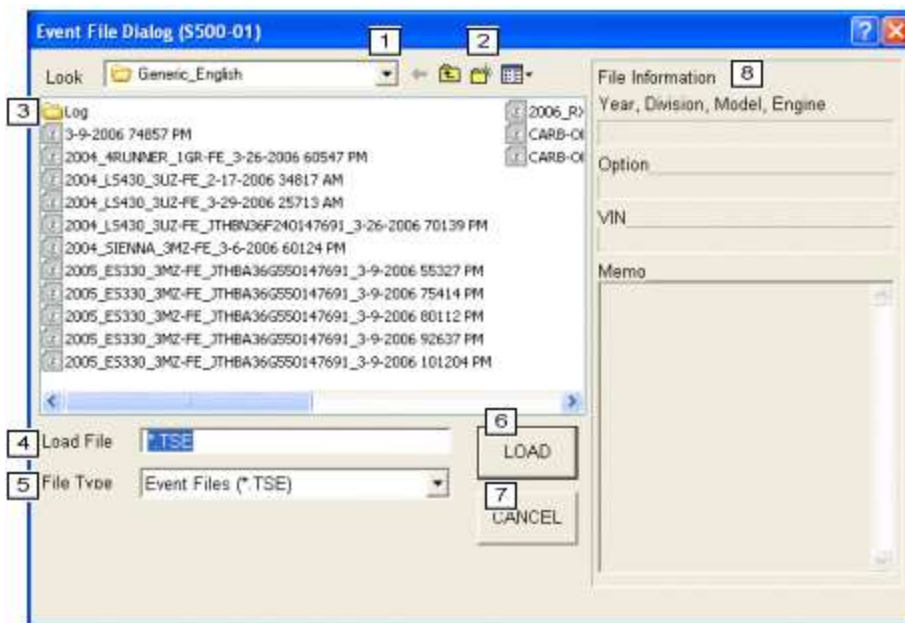 Event File Dialog (S500-01)
1
2
Look
Generic_English
3
Log
3-9-2006 74857 PM
2004_4RUNNER_1GR-FE_3-26-2006 60547 PM
2004_LS430_3UZ-FE_2-17-2006 34817 AM
2004_LS430_3UZ-FE_3-29-2006 25713 AM
2004_LS430_3UZ-FE_JTHBN36F240147691_3-26-2006 70139 PM
2004_SIENNA_3MZ-FE_3-6-2006 60124 PM
2005_ES330_3MZ-FE_JTHBA36G550147691_3-9-2006 55327 PM
2005_ES330_3MZ-FE_JTHBA36G550147691_3-9-2006 75414 PM
2005_ES330_3MZ-FE_JTHBA36G550147691_3-9-2006 80112 PM
2005_ES330_3MZ-FE_JTHBA36G550147691_3-9-2006 92637 PM
2005_ES330_3MZ-FE_JTHBA36G550147691_3-9-2006 101204 PM
2006_RX
CARB-OB
CARB-OB
4
Load File
*.TSE
5
File Type
Event Files (*.TSE)
6
LOAD
7
CANCEL
File Information
8
Year, Division, Model, Engine
Option
VIN
Memo